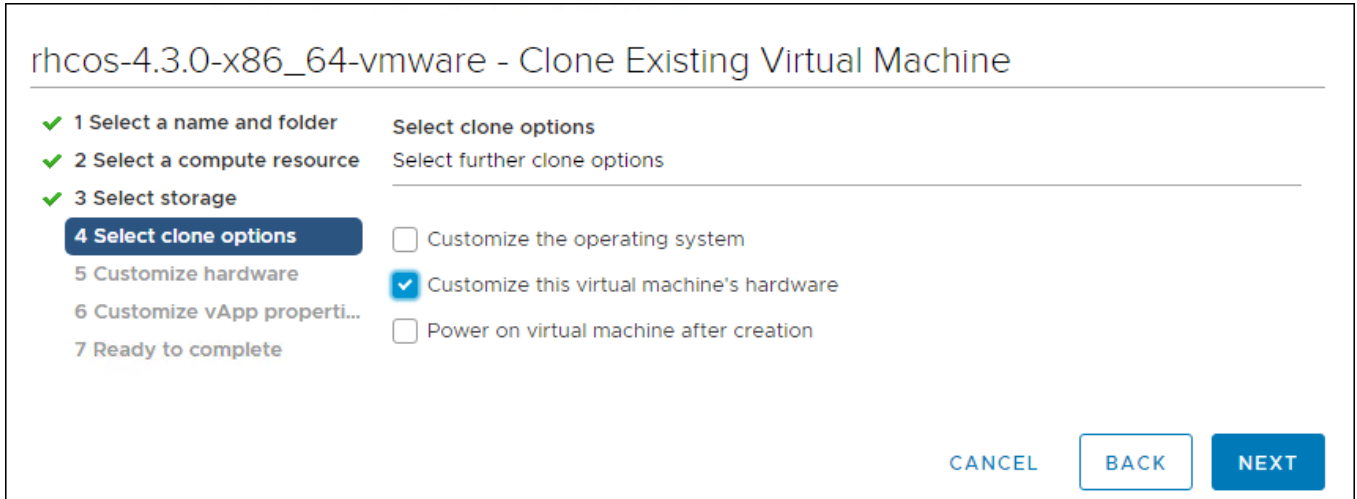 rhcos-4.3.0-x86_64-vmware - Clone Existing Virtual Machine
1 Select a name and folder
2 Select a compute resource
3 Select storage
4 Select clone options
5 Customize hardware
6 Customize vApp properti...
7 Ready to complete
Select clone options
Select further clone options
Customize the operating system
Customize this virtual machine's hardware
Power on virtual machine after creation
CANCEL
BACK
NEXT